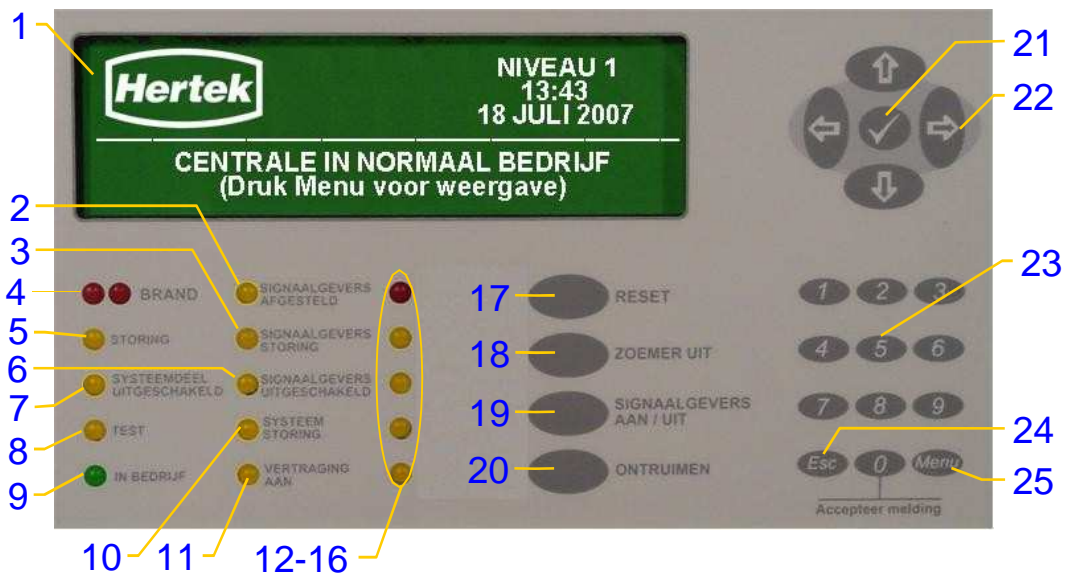 1
Hertek
NIVEAU 1
13:43
18 JULI 2007
CENTRALE IN NORMAAL BEDRIJF
(Druk Menu voor weergave)
21
22
2
3
4
5
6
7
8
9
BRAND
STORING
SYSTEEMDEEL
UITGESCHAKELD
TEST
IN BEDRIJF
SIGNAALGEVERS
AFGESTELD
SIGNAALGEVERS
STORING
SIGNAALGEVERS
UITGESCHAKELD
SYSTEEM
STORING
VERTRAGING
AAN
10
11
12-16
17
RESET
18
ZOEMER UIT
19
SIGNAALGEVERS
AAN / UIT
20
ONTRUIMEN
23
1 2 3
4 5 6
7 8 9
24
Esc 0 Menu
25
Accepteer melding